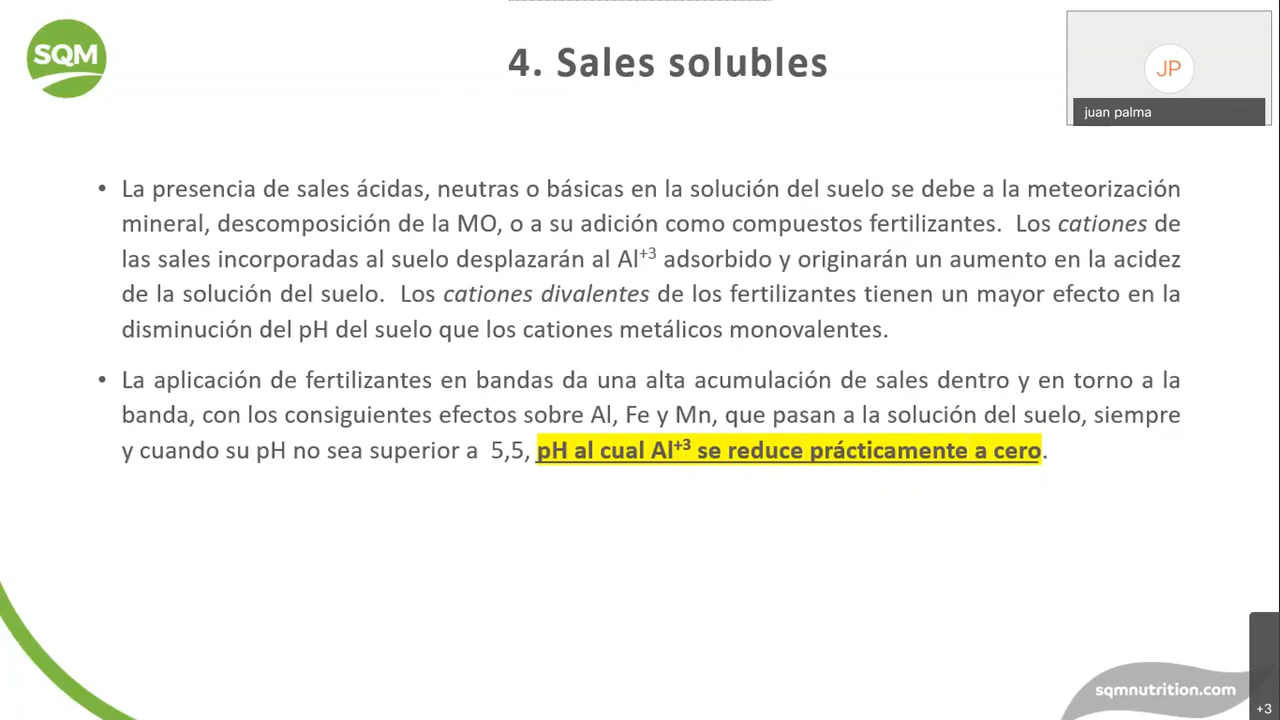 SQM
4. Sales solubles
JP
juan palma
• La presencia de sales ácidas, neutras o básicas en la solución del suelo se debe a la meteorización
mineral, descomposición de la MO, o a su adición como compuestos fertilizantes.  Los cationes de
las sales incorporadas al suelo desplazarán al Al+3 adsorbido y originarán un aumento en la acidez
de la solución del suelo.  Los cationes divalentes de los fertilizantes tienen un mayor efecto en la
disminución del pH del suelo que los cationes metálicos monovalentes.
• La aplicación de fertilizantes en bandas da una alta acumulación de sales dentro y en torno a la
banda, con los consiguientes efectos sobre Al, Fe y Mn, que pasan a la solución del suelo, siempre
y cuando su pH no sea superior a  5,5, pH al cual Al+3 se reduce prácticamente a cero.
sqmnutrition.com
+3